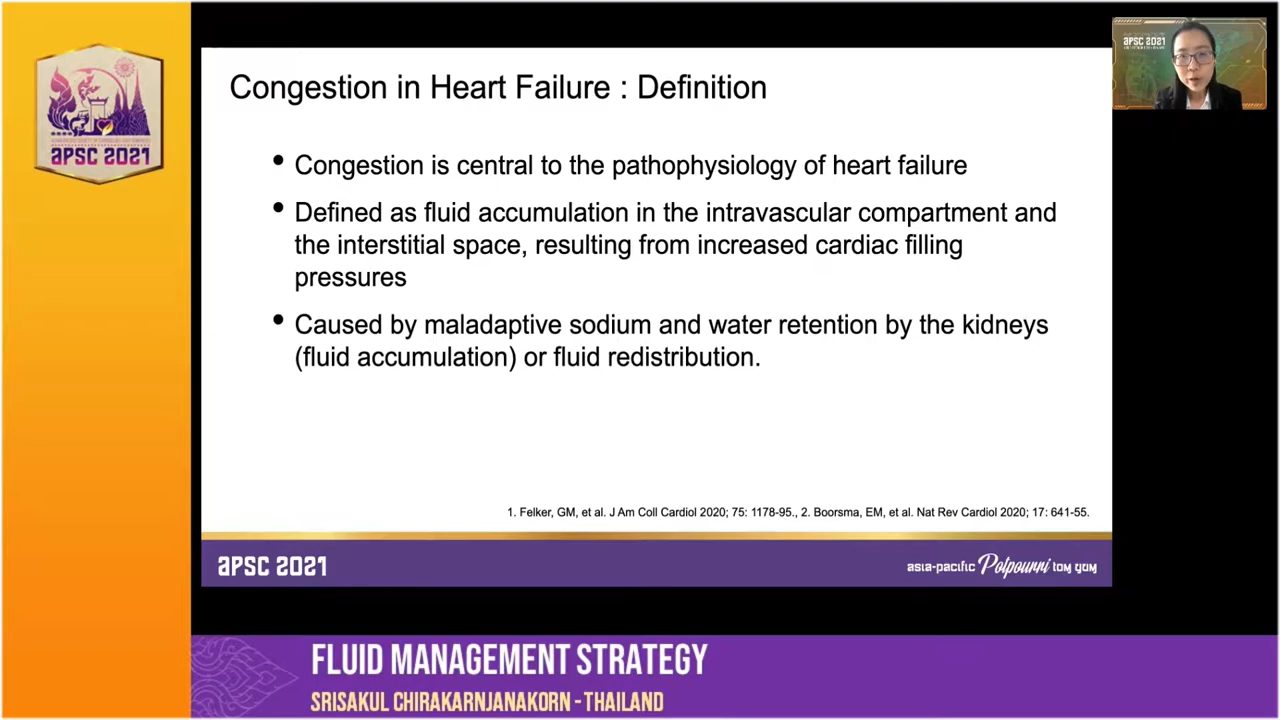 Congestion in Heart Failure : Definition
• Congestion is central to the pathophysiology of heart failure
• Defined as fluid accumulation in the intravascular compartment and
the interstitial space, resulting from increased cardiac filling
pressures
• Caused by maladaptive sodium and water retention by the kidneys
(fluid accumulation) or fluid redistribution.
1. Felker, GM, et al. J Am Coll Cardiol 2020; 75: 1178-95., 2. Boorsma, EM, et al. Nat Rev Cardiol 2020; 17: 641-55.
APSC 2021
ASIA-PACIFIC Potpourri TOM YUM
APSC 2021
APSC 2021
FLUID MANAGEMENT STRATEGY
SRISAKUL CHIRAKARNJANAKORN - THAILAND